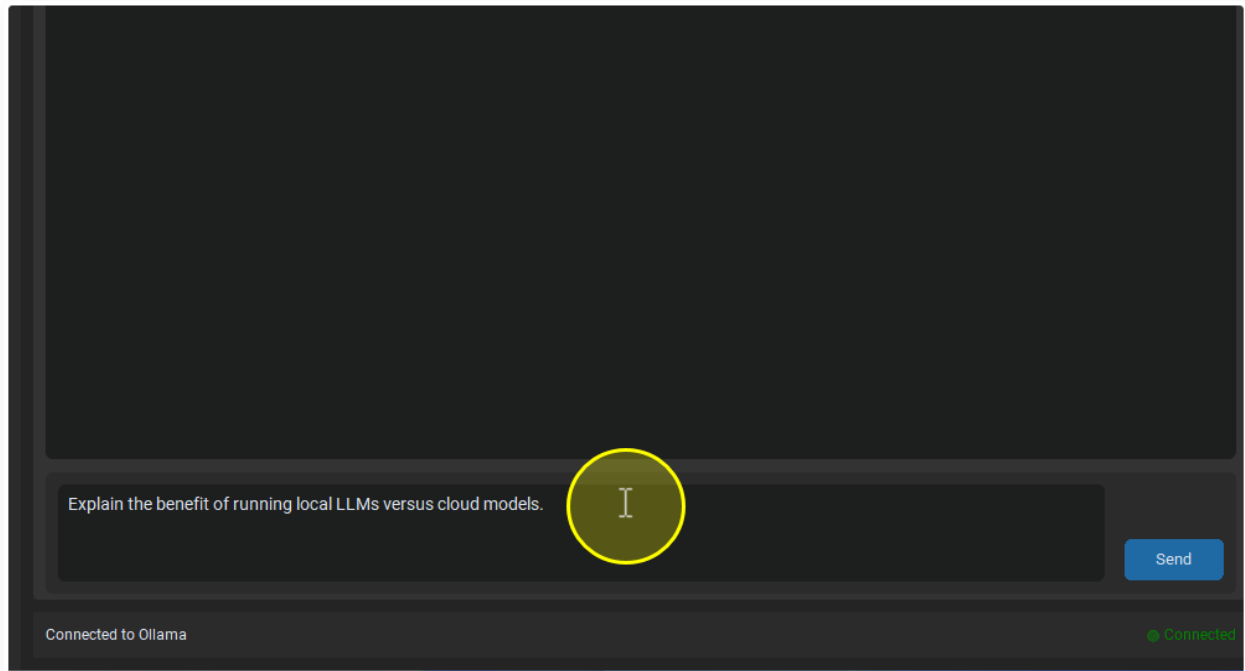 Explain the benefit of running local LLMs versus cloud models.
Send
Connected to Ollama
Connected